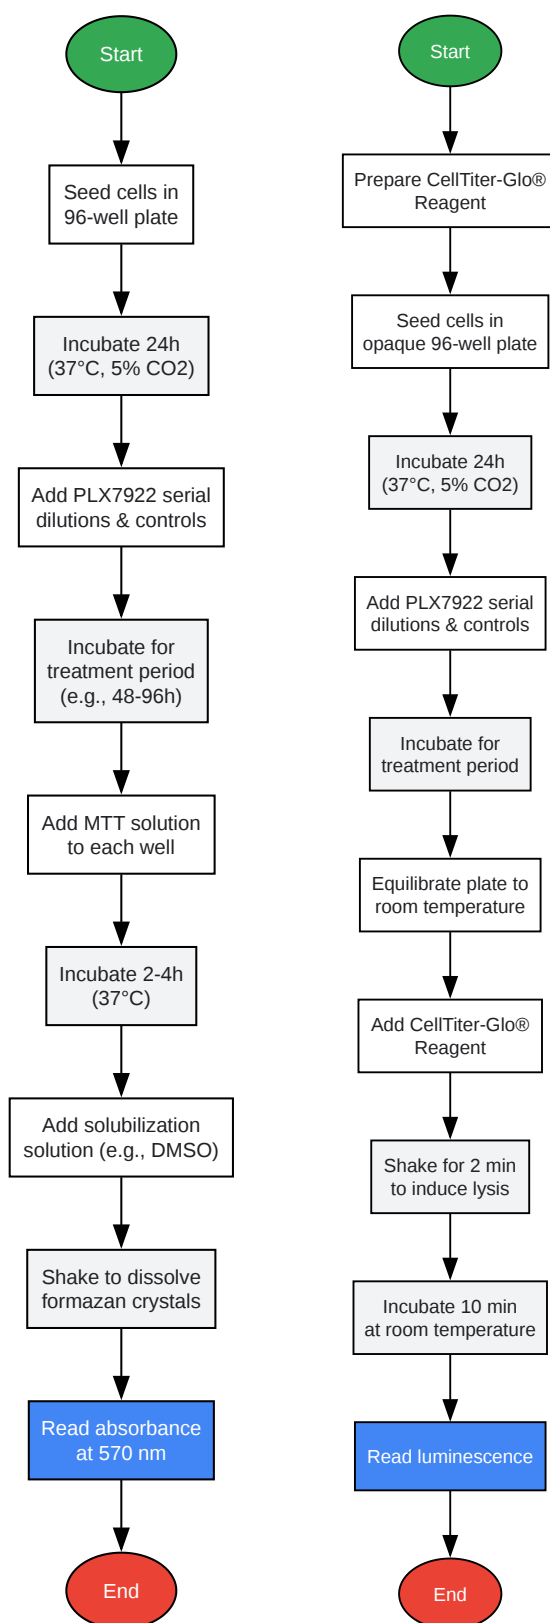 Start
Seed cells in
96-well plate
Incubate 24h
(37°C, 5% CO2)
Add PLX7922 serial
dilutions & controls
Incubate for
treatment period
(e.g., 48-96h)
Add MTT solution
to each well
Incubate 2-4h
(37°C)
Add solubilization
solution (e.g., DMSO)
Shake to dissolve
formazan crystals
Read absorbance
at 570 nm
End
Start
Prepare CellTiter-Glo®
Reagent
Seed cells in
opaque 96-well plate
Incubate 24h
(37°C, 5% CO2)
Add PLX7922 serial
dilutions & controls
Incubate for
treatment period
Equilibrate plate to
room temperature
Add CellTiter-Glo®
Reagent
Shake for 2 min
to induce lysis
Incubate 10 min
at room temperature
Read luminescence
End